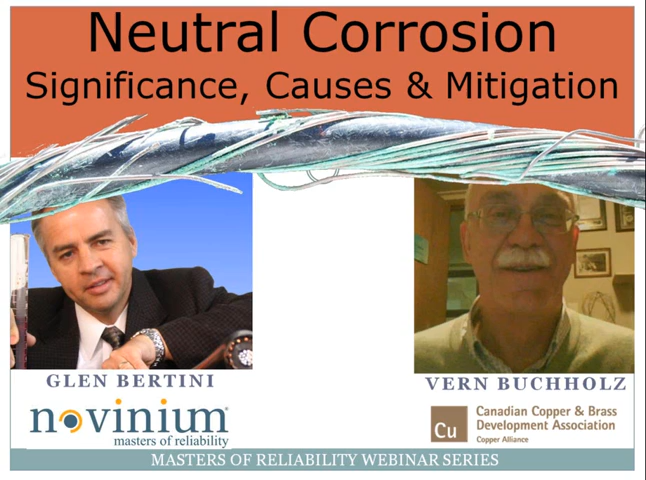 Neutral Corrosion
Significance, Causes & Mitigation
GLEN BERTINI
novinium®
masters of reliability
VERN BUCHHOLZ
Cu
Canadian Copper & Brass
Development Association
Copper Alliance
MASTERS OF RELIABILITY WEBINAR SERIES